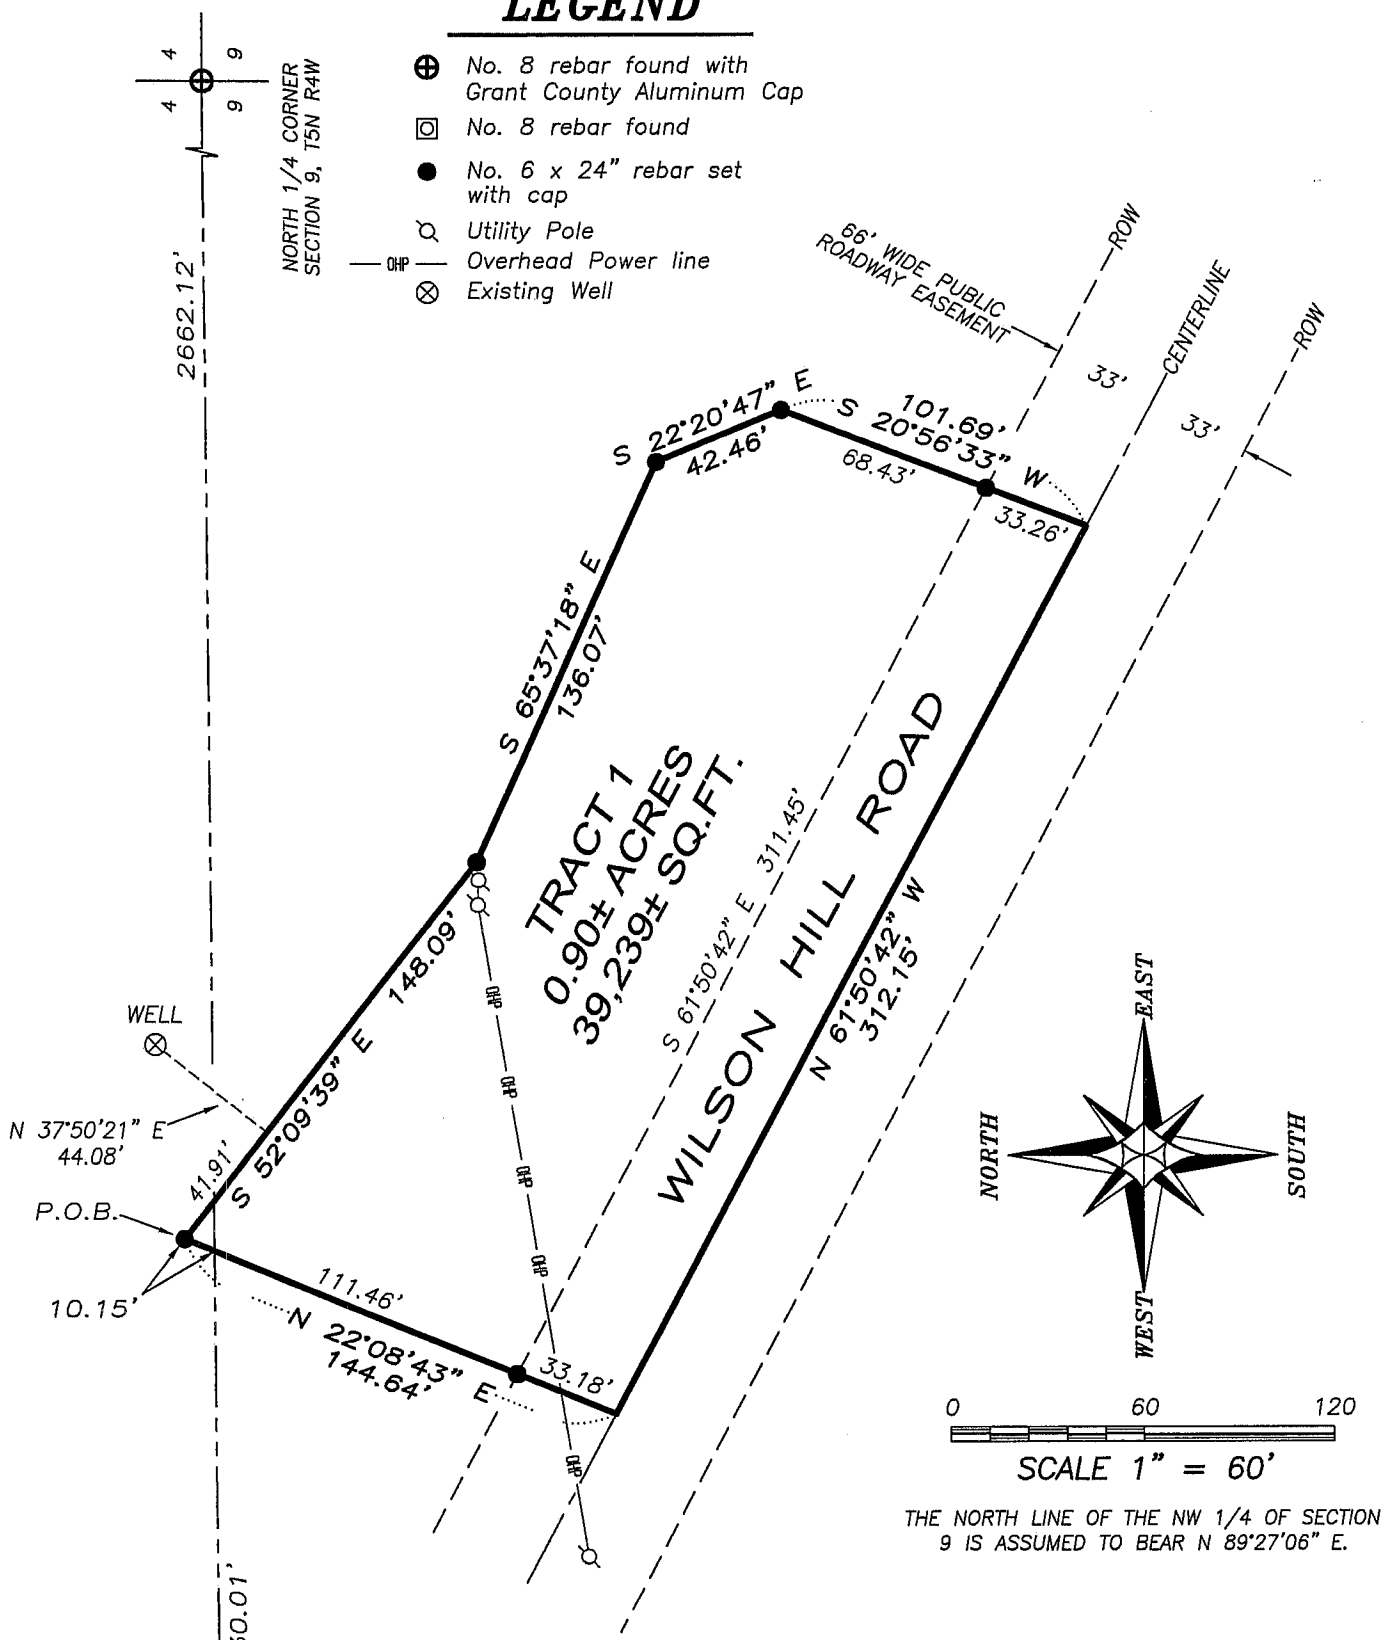 LEGEND
No. 8 rebar found with
Grant County Aluminum Cap
No. 8 rebar found
No. 6 x 24" rebar set
with cap
Utility Pole
OHP
Overhead Power line
Existing Well
4
9
4
9
NORTH 1/4 CORNER
SECTION 9, T5N R4W
2662.12'
66' WIDE PUBLIC
ROADWAY EASEMENT
ROW
CENTERLINE
ROW
33'
33'
S 22°20'47" E
42.46'
101.69'
S 20°56'33" W
68.43'
33.26'
S 65°37'18" E
136.07'
TRACT 1
0.90± ACRES
39,239± SQ.FT.
S 61°50'42" E 311.45'
WILSON HILL ROAD
N 61°50'42" W
312.15'
148.09'
S 52°09'39" E
41.91'
WELL
N 37°50'21" E
44.08'
P.O.B.
10.15'
111.46'
33.18'
N 22°08'43" E
144.64'
OHP
OHP
OHP
OHP
OHP
EAST
NORTH
SOUTH
WEST
0 60 120
SCALE 1" = 60'
THE NORTH LINE OF THE NW 1/4 OF SECTION
9 IS ASSUMED TO BEAR N 89°27'06" E.